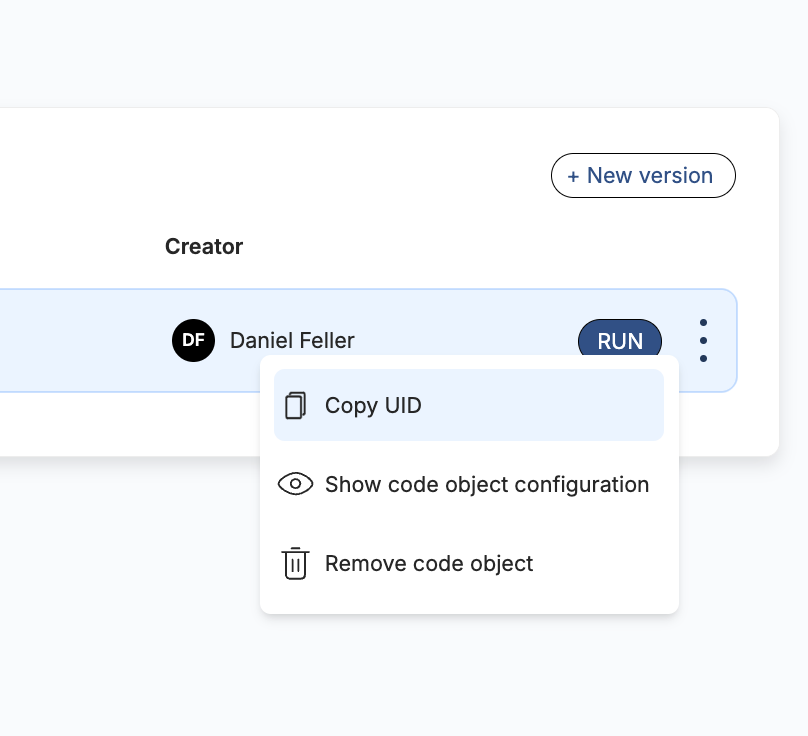 + New version
Creator
DF Daniel Feller RUN
Copy UID
Show code object configuration
Remove code object